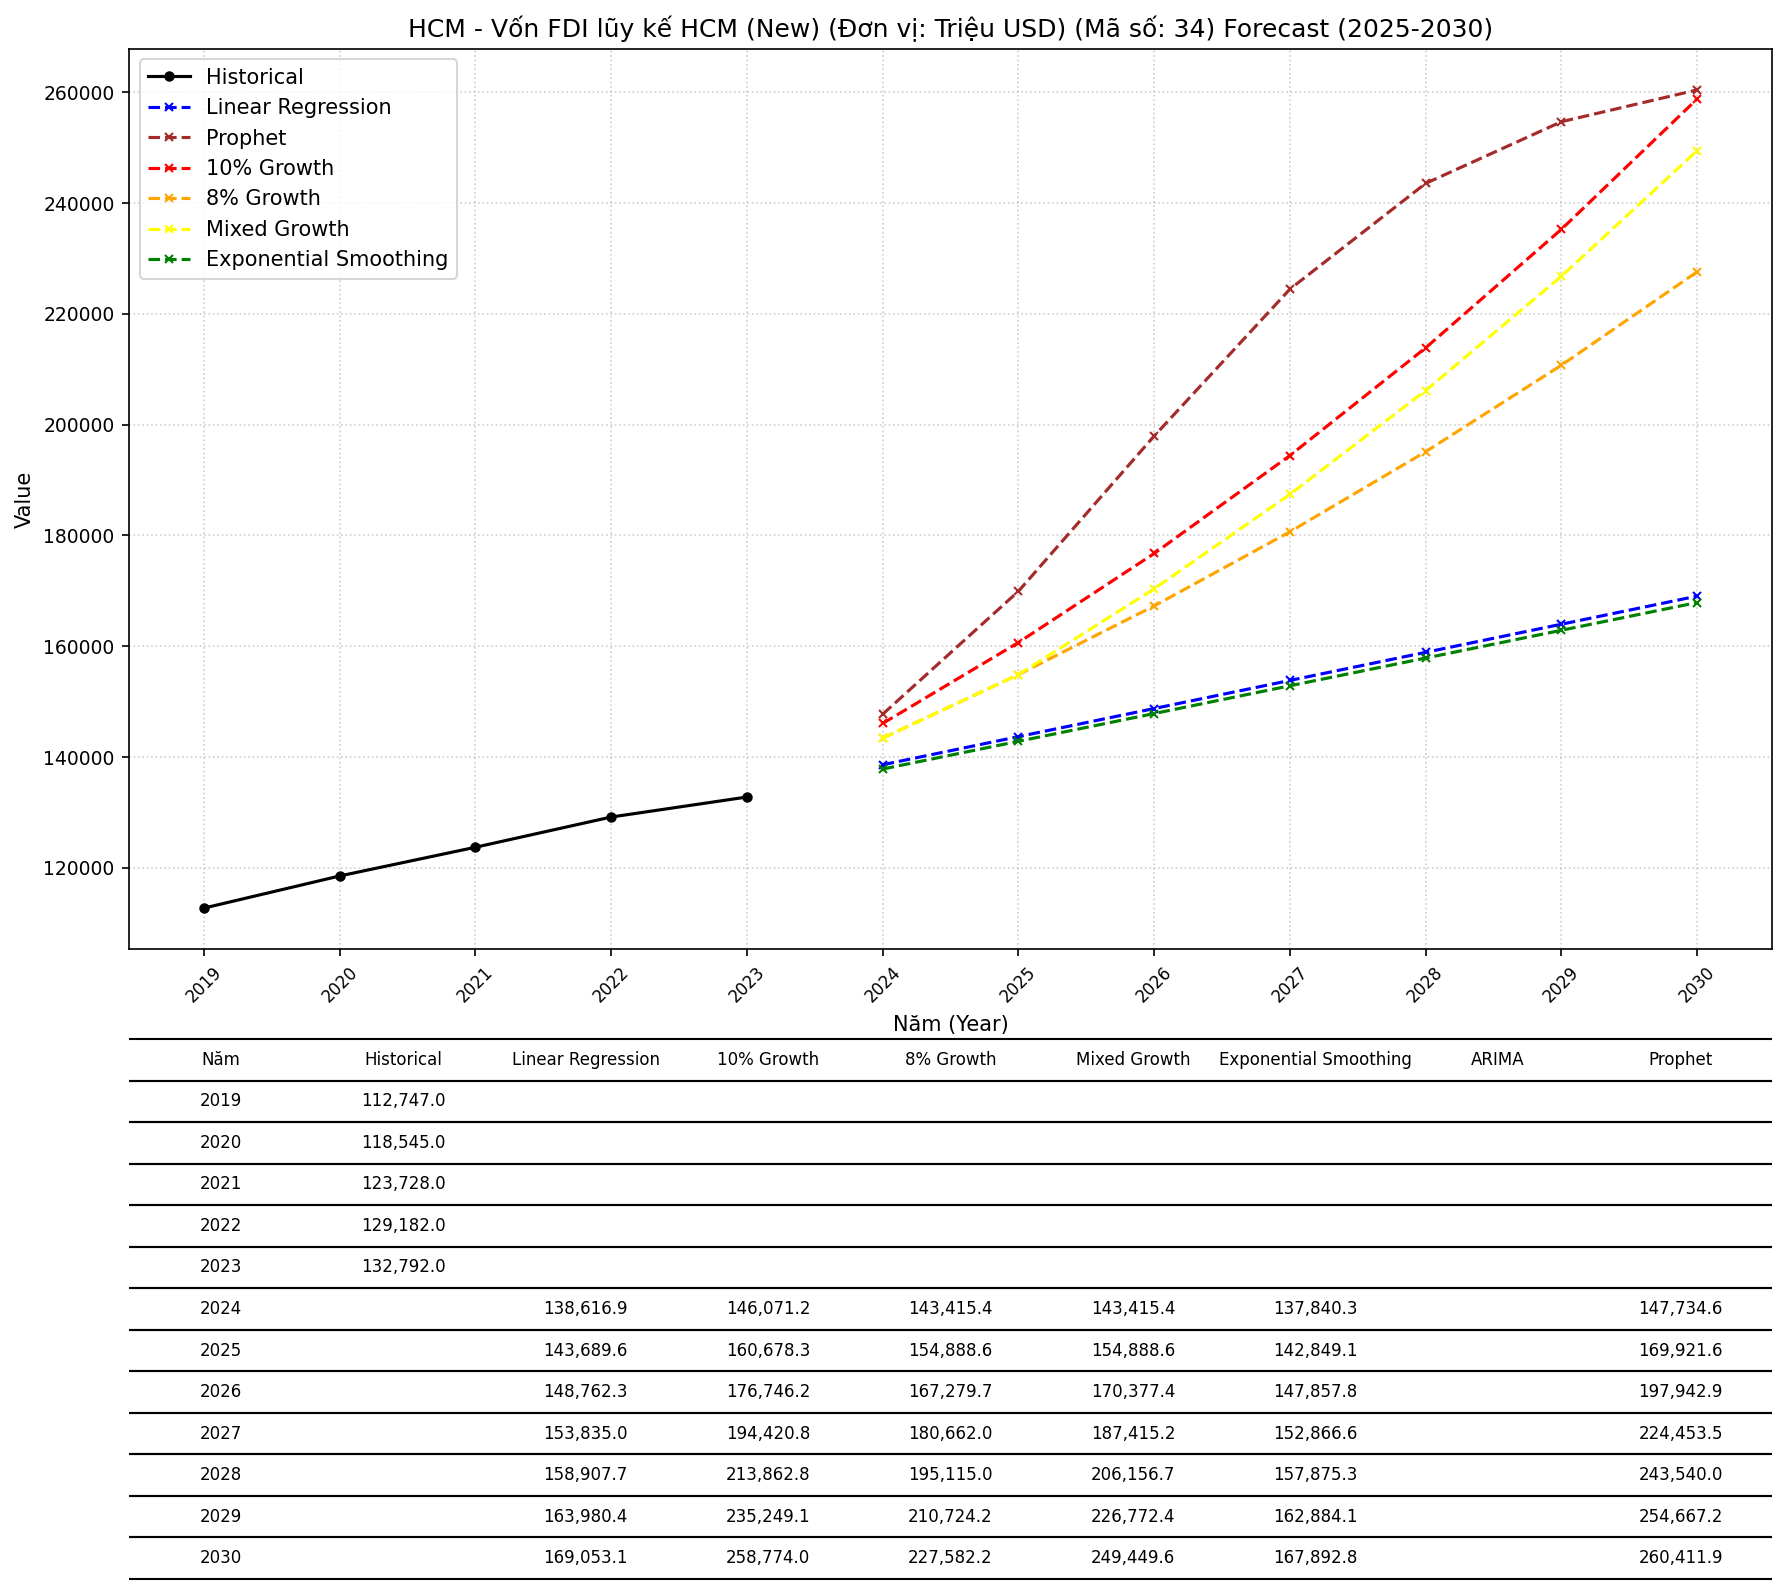 HCM - Vốn FDI lũy kế HCM (New) (Đơn vị: Triệu USD) (Mã số: 34) Forecast (2025-2030)
Historical
Linear Regression
Prophet
10% Growth
8% Growth
Mixed Growth
Exponential Smoothing
260000
240000
220000
200000
180000
160000
140000
120000
Value
2019 2020 2021 2022 2023 2024 2025 2026 2027 2028 2029 2030
Năm (Year)
Năm Historical Linear Regression 10% Growth 8% Growth Mixed Growth Exponential Smoothing ARIMA Prophet
2019 112,747.0
2020 118,545.0
2021 123,728.0
2022 129,182.0
2023 132,792.0
2024 138,616.9 146,071.2 143,415.4 143,415.4 137,840.3 147,734.6
2025 143,689.6 160,678.3 154,888.6 154,888.6 142,849.1 169,921.6
2026 148,762.3 176,746.2 167,279.7 170,377.4 147,857.8 197,942.9
2027 153,835.0 194,420.8 180,662.0 187,415.2 152,866.6 224,453.5
2028 158,907.7 213,862.8 195,115.0 206,156.7 157,875.3 243,540.0
2029 163,980.4 235,249.1 210,724.2 226,772.4 162,884.1 254,667.2
2030 169,053.1 258,774.0 227,582.2 249,449.6 167,892.8 260,411.9